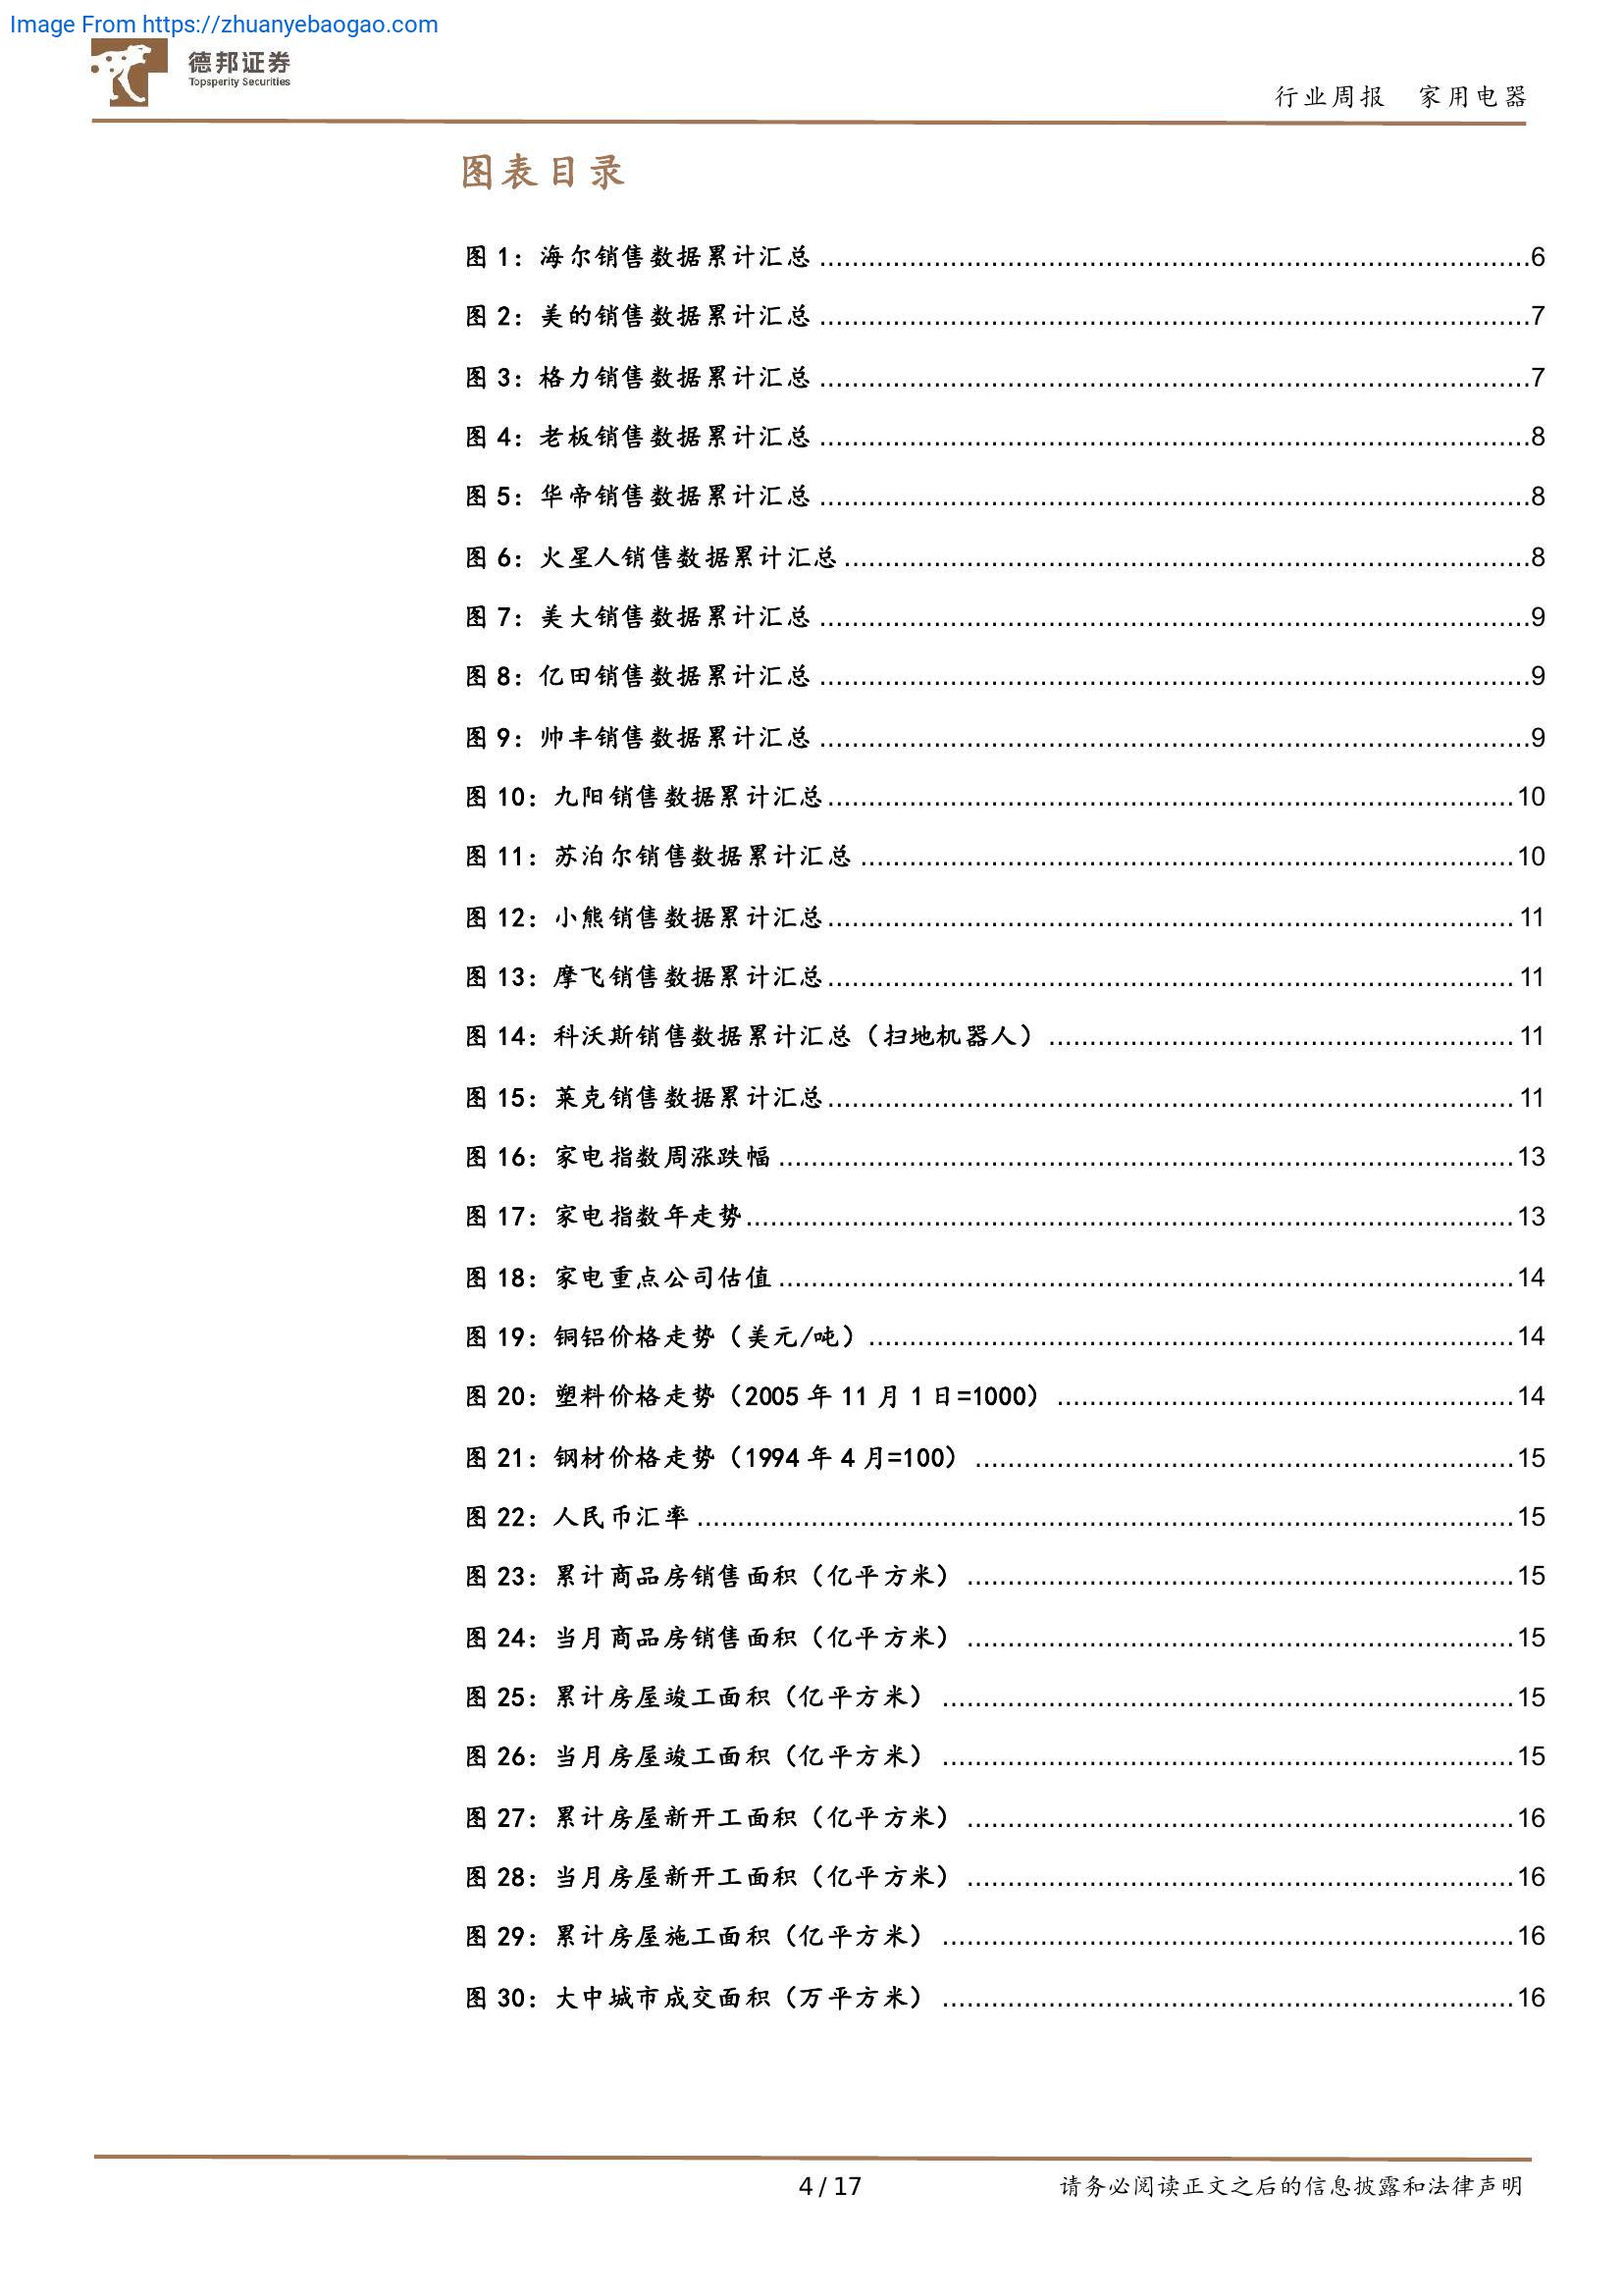 Image From https://zhuanyebaogao.com
德邦证券
Topsperity Securities
行业周报 家用电器
图表目录
图 1：海尔销售数据累计汇总 ........................................ 6
图 2：美的销售数据累计汇总 ........................................ 7
图 3：格力销售数据累计汇总 ........................................ 7
图 4：老板销售数据累计汇总 ........................................ 8
图 5：华帝销售数据累计汇总 ........................................ 8
图 6：火星人销售数据累计汇总 ........................................ 8
图 7：美大销售数据累计汇总 ........................................ 9
图 8：亿田销售数据累计汇总 ........................................ 9
图 9：帅丰销售数据累计汇总 ........................................ 9
图 10：九阳销售数据累计汇总 ........................................ 10
图 11：苏泊尔销售数据累计汇总 ........................................ 10
图 12：小熊销售数据累计汇总 ........................................ 11
图 13：摩飞销售数据累计汇总 ........................................ 11
图 14：科沃斯销售数据累计汇总（扫地机器人） ........................................ 11
图 15：莱克销售数据累计汇总 ........................................ 11
图 16：家电指数周涨跌幅 ........................................ 13
图 17：家电指数年走势 ........................................ 13
图 18：家电重点公司估值 ........................................ 14
图 19：铜铝价格走势（美元/吨） ........................................ 14
图 20：塑料价格走势（2005 年 11 月 1 日=1000） ........................................ 14
图 21：钢材价格走势（1994 年 4 月=100） ........................................ 15
图 22：人民币汇率 ........................................ 15
图 23：累计商品房销售面积（亿平方米） ........................................ 15
图 24：当月商品房销售面积（亿平方米） ........................................ 15
图 25：累计房屋竣工面积（亿平方米） ........................................ 15
图 26：当月房屋竣工面积（亿平方米） ........................................ 15
图 27：累计房屋新开工面积（亿平方米） ........................................ 16
图 28：当月房屋新开工面积（亿平方米） ........................................ 16
图 29：累计房屋施工面积（亿平方米） ........................................ 16
图 30：大中城市成交面积（万平方米） ........................................ 16
4 / 17 请务必阅读正文之后的信息披露和法律声明